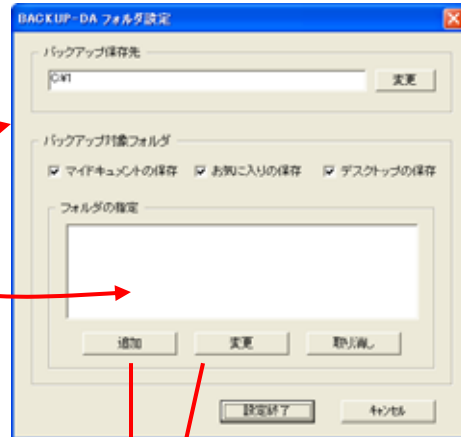 BACKUP-DA フォルダ設定
バックアップ保存先
C:¥1
変更
バックアップ対象フォルダ
マイドキュメントの保存 お気に入りの保存 デスクトップの保存
フォルダの指定
追加 変更 取り消し
設定終了 キャンセル